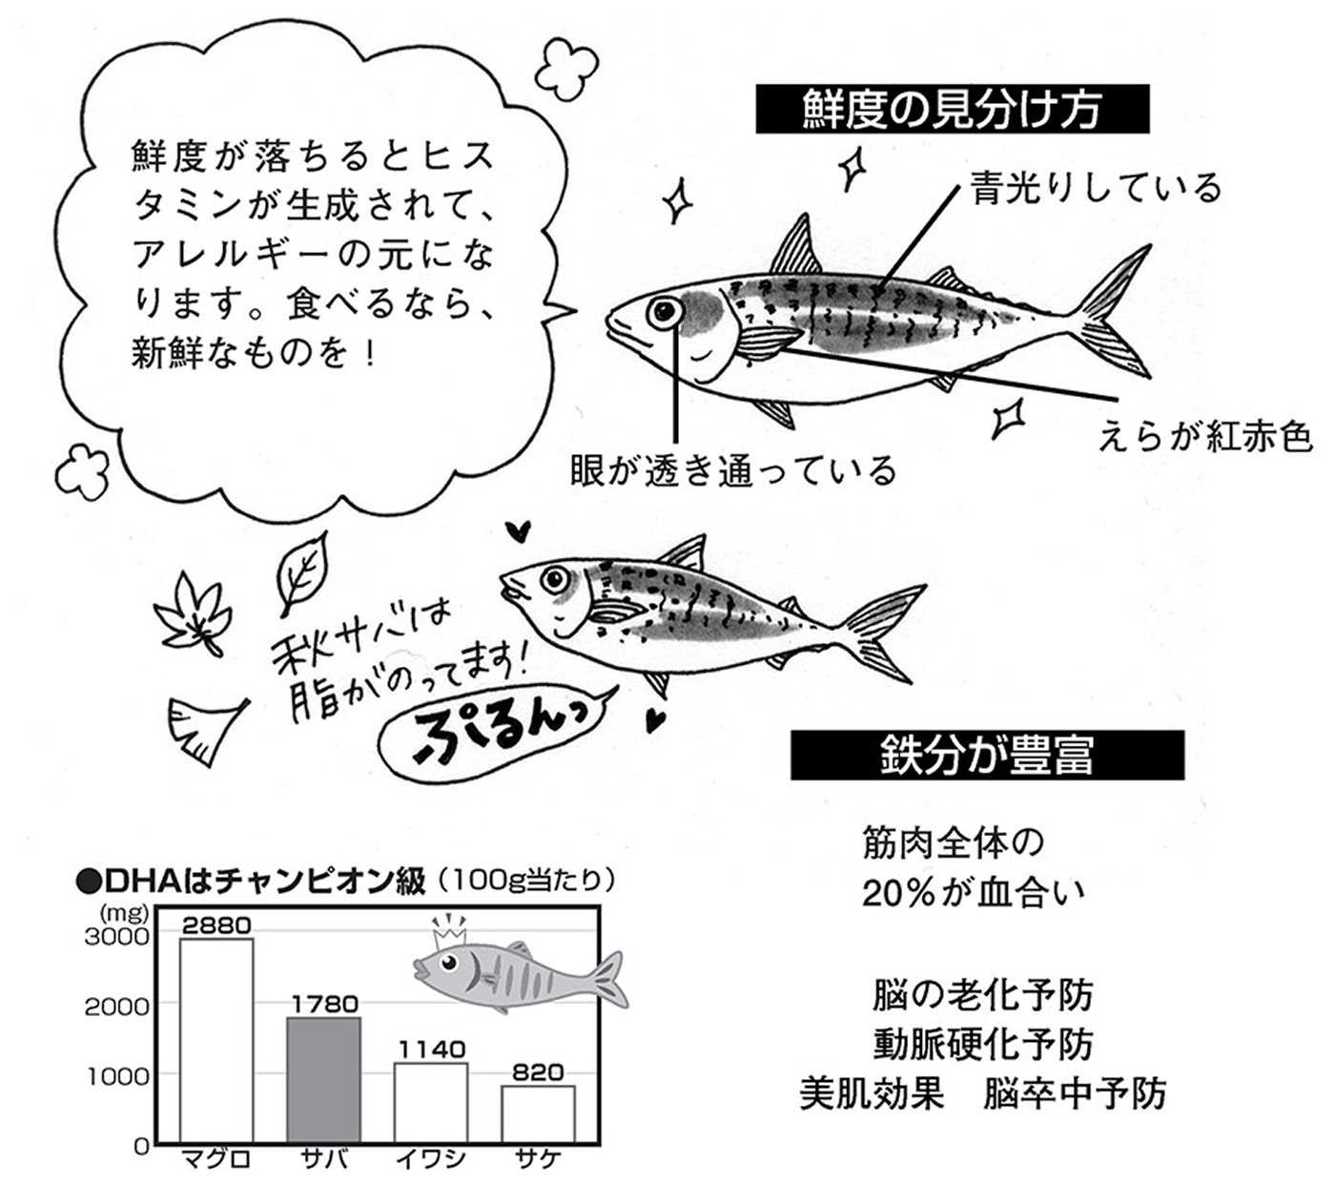 鮮度が落ちるとヒス
タミンが生成されて、
アレルギーの元にな
ります。食べるなら、
新鮮なものを！
鮮度の見分け方
青光りしている
えらが紅赤色
眼が透き通っている
秋サバは
脂がのってます!
ぷるんっ
鉄分が豊富
筋肉全体の
20%が血合い
脳の老化予防
動脈硬化予防
美肌効果　脳卒中予防
●DHAはチャンピオン級（100g当たり）
(mg)
3000
2000
1000
0
2880
1780
1140
820
マグロ
サバ
イワシ
サケ